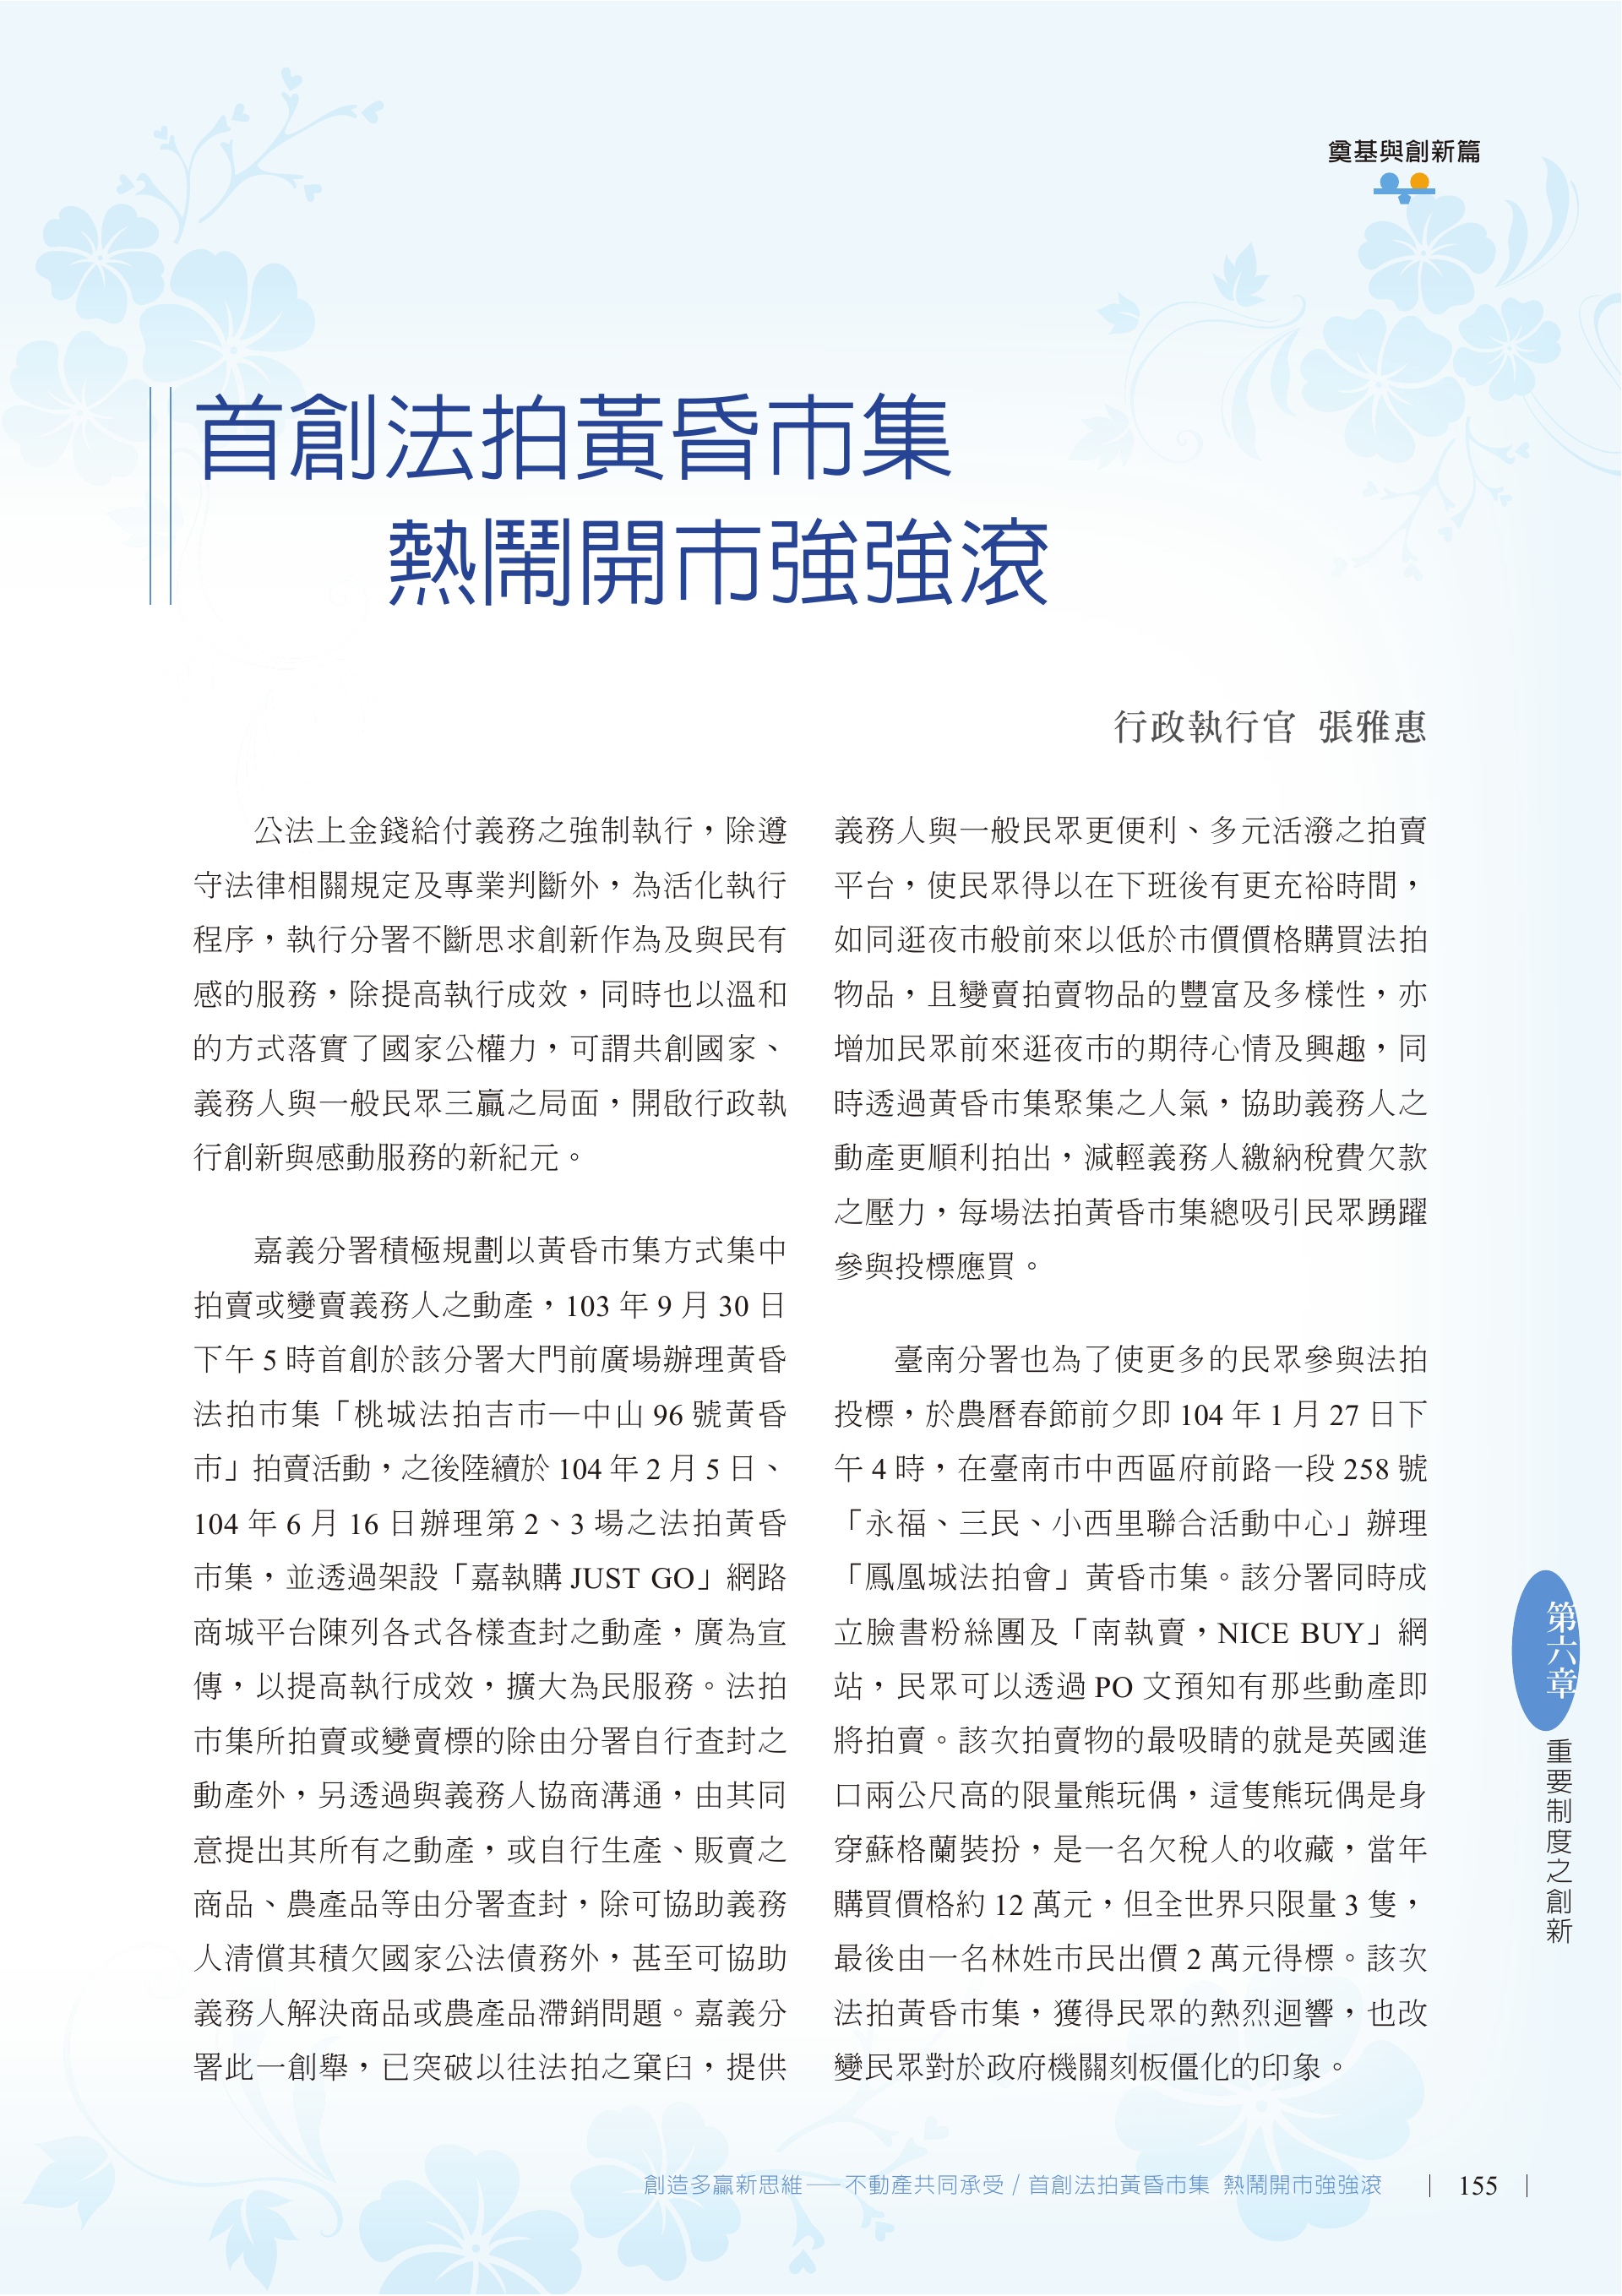 奠基與創新篇
首創法拍黃昏市集
熱鬧開市強強滾
行政執行官 張雅惠
公法上金錢給付義務之強制執行，除遵
守法律相關規定及專業判斷外，為活化執行
程序，執行分署不斷思求創新作為及與民有
感的服務，除提高執行成效，同時也以溫和
的方式落實了國家公權力，可謂共創國家、
義務人與一般民眾三贏之局面，開啟行政執
行創新與感動服務的新紀元。
嘉義分署積極規劃以黃昏市集方式集中
拍賣或變賣義務人之動產，103 年 9 月 30 日
下午 5 時首創於該分署大門前廣場辦理黃昏
法拍市集「桃城法拍吉市—中山 96 號黃昏
市」拍賣活動，之後陸續於 104 年 2 月 5 日、
104 年 6 月 16 日辦理第 2、3 場之法拍黃昏
市集，並透過架設「嘉執購 JUST GO」網路
商城平台陳列各式各樣查封之動產，廣為宣
傳，以提高執行成效，擴大為民服務。法拍
市集所拍賣或變賣標的除由分署自行查封之
動產外，另透過與義務人協商溝通，由其同
意提出其所有之動產，或自行生產、販賣之
商品、農產品等由分署查封，除可協助義務
人清償其積欠國家公法債務外，甚至可協助
義務人解決商品或農產品滯銷問題。嘉義分
署此一創舉，已突破以往法拍之窠臼，提供
義務人與一般民眾更便利、多元活潑之拍賣
平台，使民眾得以在下班後有更充裕時間，
如同逛夜市般前來以低於市價價格購買法拍
物品，且變賣拍賣物品的豐富及多樣性，亦
增加民眾前來逛夜市的期待心情及興趣，同
時透過黃昏市集聚集之人氣，協助義務人之
動產更順利拍出，減輕義務人繳納稅費欠款
之壓力，每場法拍黃昏市集總吸引民眾踴躍
參與投標應買。
臺南分署也為了使更多的民眾參與法拍
投標，於農曆春節前夕即 104 年 1 月 27 日下
午 4 時，在臺南市中西區府前路一段 258 號
「永福、三民、小西里聯合活動中心」辦理
「鳳凰城法拍會」黃昏市集。該分署同時成
立臉書粉絲團及「南執賣，NICE BUY」網
站，民眾可以透過 PO 文預知有那些動產即
將拍賣。該次拍賣物的最吸睛的就是英國進
口兩公尺高的限量熊玩偶，這隻熊玩偶是身
穿蘇格蘭裝扮，是一名欠稅人的收藏，當年
購買價格約 12 萬元，但全世界只限量 3 隻，
最後由一名林姓市民出價 2 萬元得標。該次
法拍黃昏市集，獲得民眾的熱烈迴響，也改
變民眾對於政府機關刻板僵化的印象。
第六章
重要制度之創新
創造多贏新思維——不動產共同承受 / 首創法拍黃昏市集 熱鬧開市強強滾 | 155 |